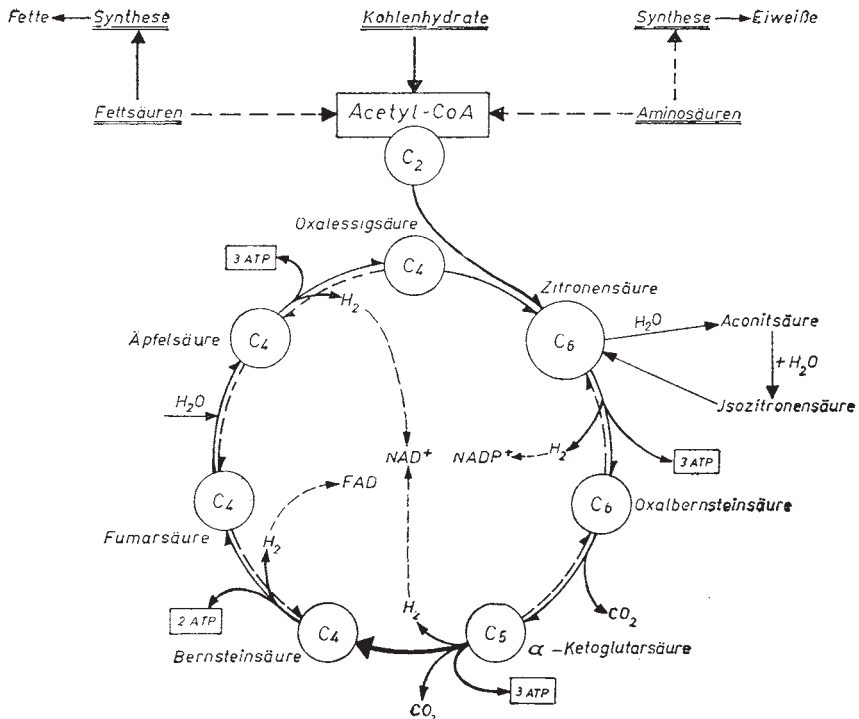 Fette Synthese Kohlenhydrate Synthese Eiweiße
Fettsäuren Acetyl-CoA Aminosäuren
C2
Oxalessigsäure
3 ATP C4 Zitronensäure
H2
Äpfelsäure C4 C6 H2O Aconitsäure
+H2O
H2O Jsozitronensäure
NAD+ NADP+ H2 3 ATP
FAD
C4 C6 Oxalbernsteinsäure
Fumarsäure H2
2 ATP H2 CO2
C4 C5 α-Ketoglutarsäure
Bernsteinsäure
3 ATP
CO2